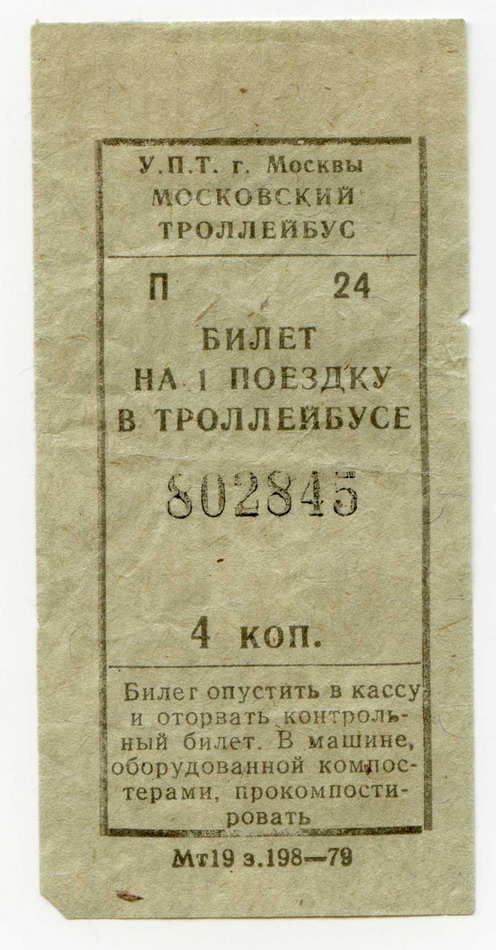 У.П.Т. г. Москвы
МОСКОВСКИЙ
ТРОЛЛЕЙБУС
П 24
БИЛЕТ
НА 1 ПОЕЗДКУ
В ТРОЛЛЕЙБУСЕ
802845
4 коп.
Билет опустить в кассу
и оторвать контроль-
ный билет. В машине,
оборудованной компос-
терами, прокомпости-
ровать
Мт19 з.198—79